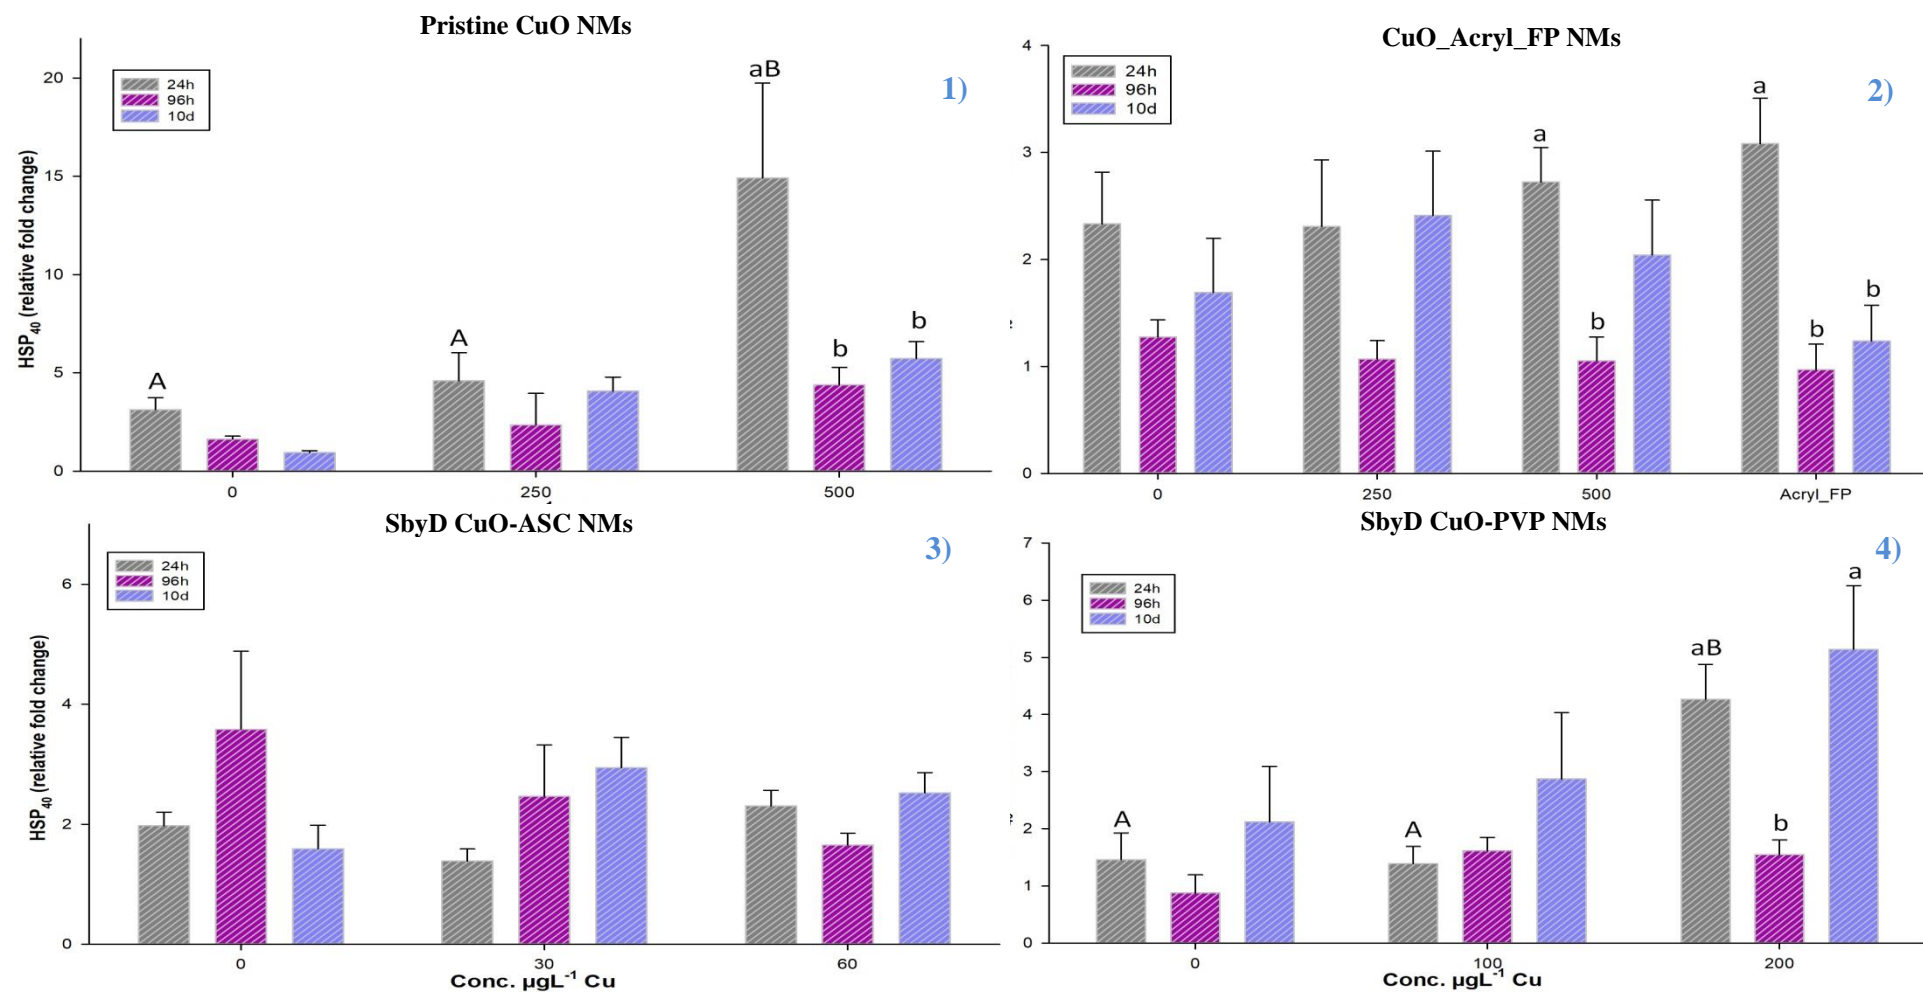 Pristine CuO NMs
1)
HSP40 (relative fold change)
20
15
10
5
0
24h
96h
10d
A
A
aB
b
b
0
250
500
CuO_Acryl_FP NMs
2)
4
3
2
1
0
24h
96h
10d
a
b
a
b
b
0
250
500
Acryl_FP
SbyD CuO-ASC NMs
3)
HSP40 (relative fold change)
6
4
2
0
24h
96h
10d
0
30
60
Conc. µgL-1 Cu
SbyD CuO-PVP NMs
4)
7
6
5
4
3
2
1
0
24h
96h
10d
A
A
aB
b
a
0
100
200
Conc. µgL-1 Cu